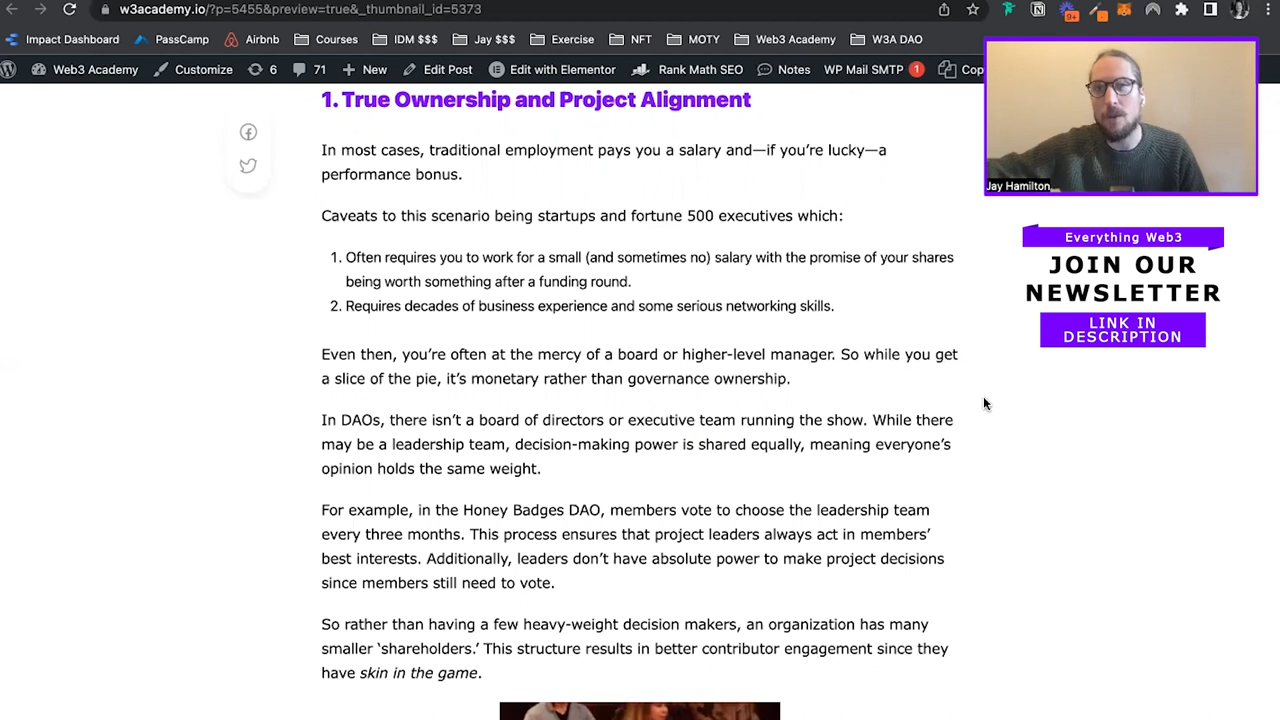 w3academy.io/?p=5455&preview=true&_thumbnail_id=5373
Impact Dashboard PassCamp Airbnb Courses IDM $$$ Jay $$$ Exercise NFT MOTY Web3 Academy W3A DAO
9+
Web3 Academy Customize 6 71 New Edit Post Edit with Elementor Rank Math SEO Notes WP Mail SMTP 1 Cop
1. True Ownership and Project Alignment
In most cases, traditional employment pays you a salary and—if you’re lucky—a
performance bonus.
Caveats to this scenario being startups and fortune 500 executives which:
1. Often requires you to work for a small (and sometimes no) salary with the promise of your shares
being worth something after a funding round.
2. Requires decades of business experience and some serious networking skills.
Even then, you’re often at the mercy of a board or higher-level manager. So while you get
a slice of the pie, it’s monetary rather than governance ownership.
In DAOs, there isn’t a board of directors or executive team running the show. While there
may be a leadership team, decision-making power is shared equally, meaning everyone’s
opinion holds the same weight.
For example, in the Honey Badges DAO, members vote to choose the leadership team
every three months. This process ensures that project leaders always act in members’
best interests. Additionally, leaders don’t have absolute power to make project decisions
since members still need to vote.
So rather than having a few heavy-weight decision makers, an organization has many
smaller ‘shareholders.’ This structure results in better contributor engagement since they
have skin in the game.
Jay Hamilton
Everything Web3
JOIN OUR
NEWSLETTER
LINK IN
DESCRIPTION